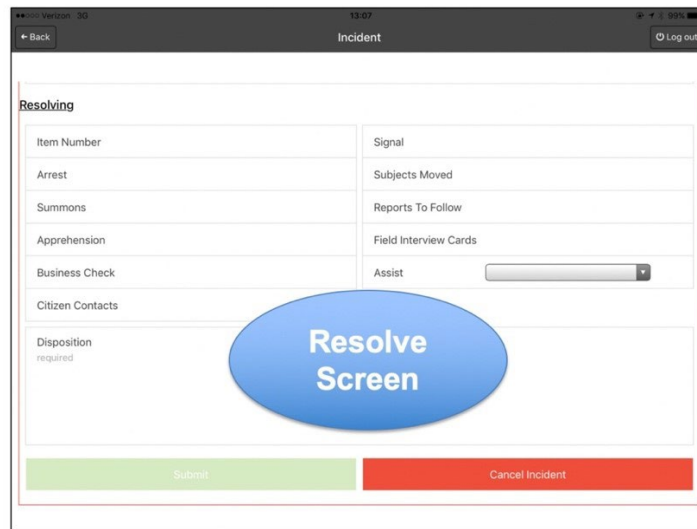 Verizon 3G 13:07 99%
← Back Incident Log out
Resolving
Item Number Signal
Arrest Subjects Moved
Summons Reports To Follow
Apprehension Field Interview Cards
Business Check Assist
Citizen Contacts
Disposition
required
Resolve
Screen
Submit Cancel Incident